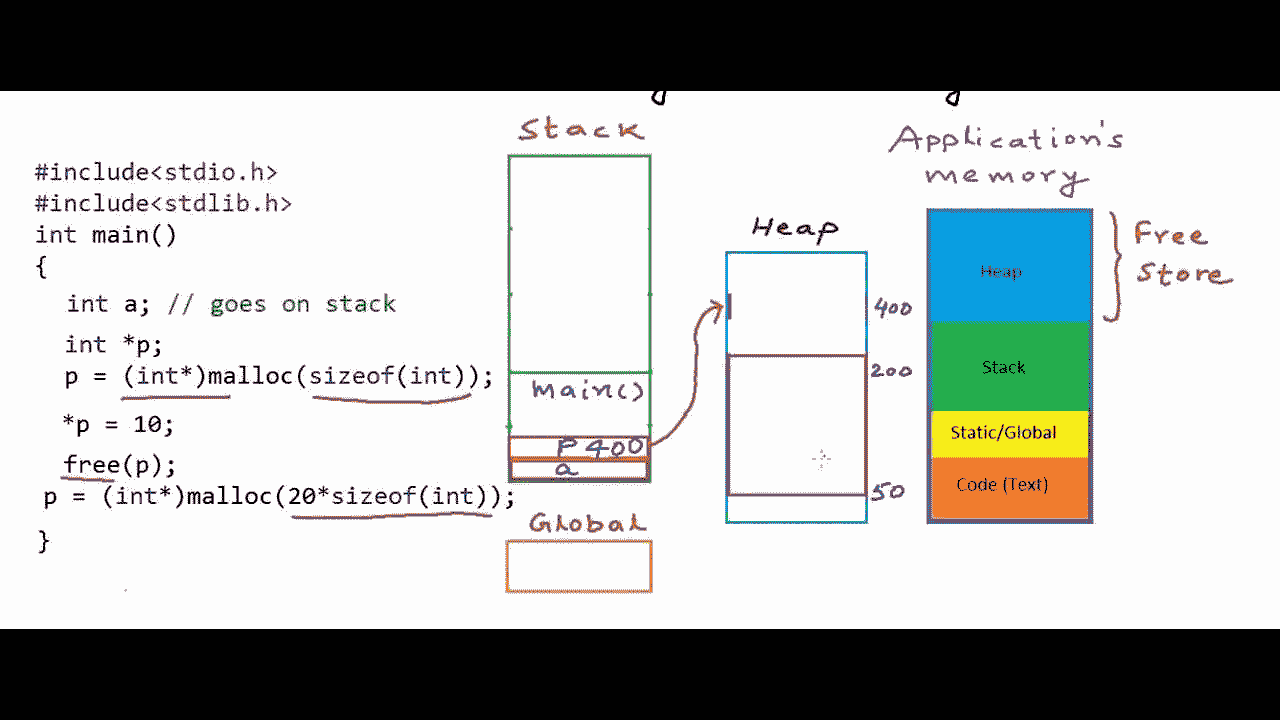 #include<stdio.h>
#include<stdlib.h>
int main()
{
int a; // goes on stack
int *p;
p = (int*)malloc(sizeof(int));
*p = 10;
free(p);
p = (int*)malloc(20*sizeof(int));
}
Stack
main()
P 400
a
Global
Heap
400
200
50
Application's
memory
Heap
Stack
Static/Global
Code (Text)
Free
Store